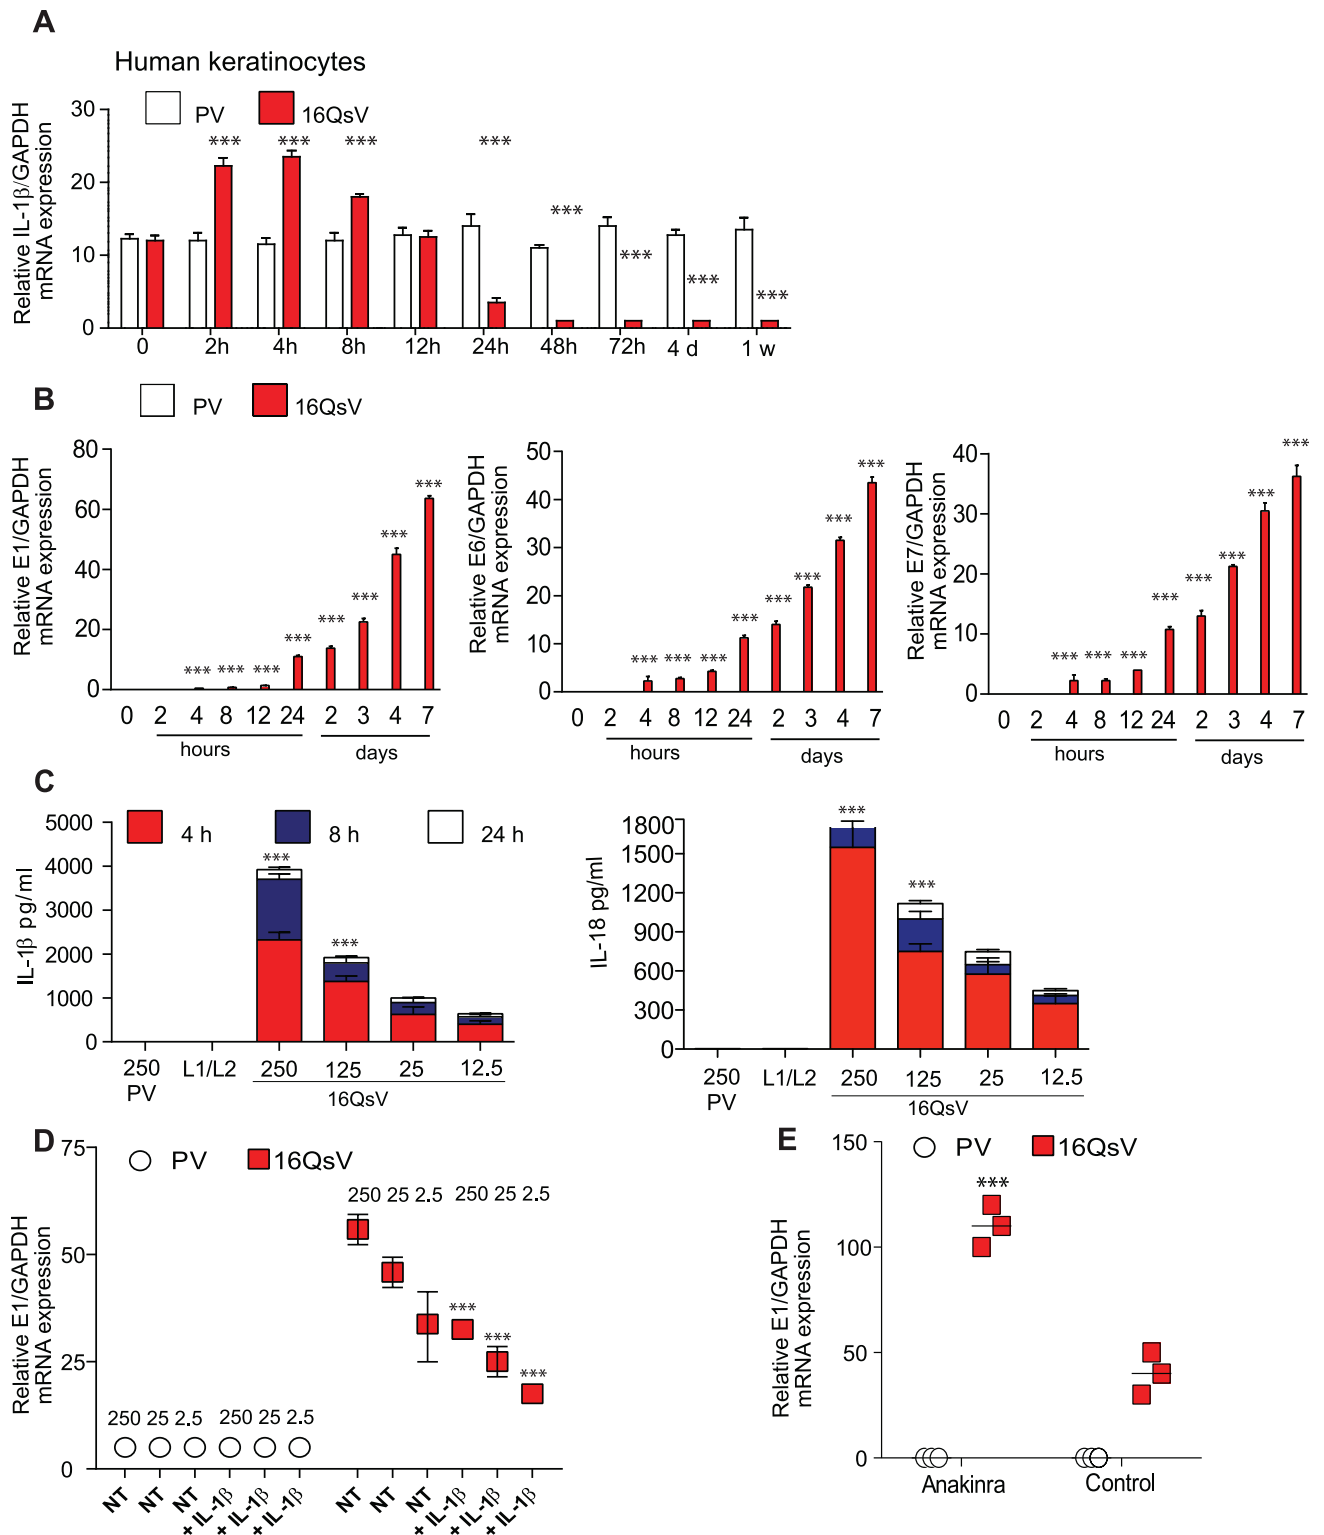 A
Human keratinocytes
PV 16QsV
Relative IL-1β/GAPDH
mRNA expression
30
20
10
0
*** *** *** *** *** *** *** ***
0 2h 4h 8h 12h 24h 48h 72h 4 d 1 w
B
PV 16QsV
Relative E1/GAPDH
mRNA expression
80
60
40
20
0
*** *** *** *** *** *** *** ***
0 2 4 8 12 24 2 3 4 7
hours days
Relative E6/GAPDH
mRNA expression
50
40
30
20
10
0
*** *** *** *** *** *** *** ***
0 2 4 8 12 24 2 3 4 7
hours days
Relative E7/GAPDH
mRNA expression
40
30
20
10
0
*** *** *** *** *** *** *** ***
0 2 4 8 12 24 2 3 4 7
hours days
C
4 h 8 h 24 h
IL-1β pg/ml
5000
4000
3000
2000
1000
0
*** ***
250 L1/L2 250 125 25 12.5
PV 16QsV
IL-18 pg/ml
1800
1500
1200
900
600
300
0
*** ***
250 L1/L2 250 125 25 12.5
PV 16QsV
D
PV 16QsV
Relative E1/GAPDH
mRNA expression
75
50
25
0
250 25 2.5 250 25 2.5
*** *** ***
250 25 2.5 250 25 2.5
NT NT NT + IL-1β + IL-1β + IL-1β NT NT NT + IL-1β + IL-1β + IL-1β
E
PV 16QsV
Relative E1/GAPDH
mRNA expression
150
100
50
0
***
Anakinra Control